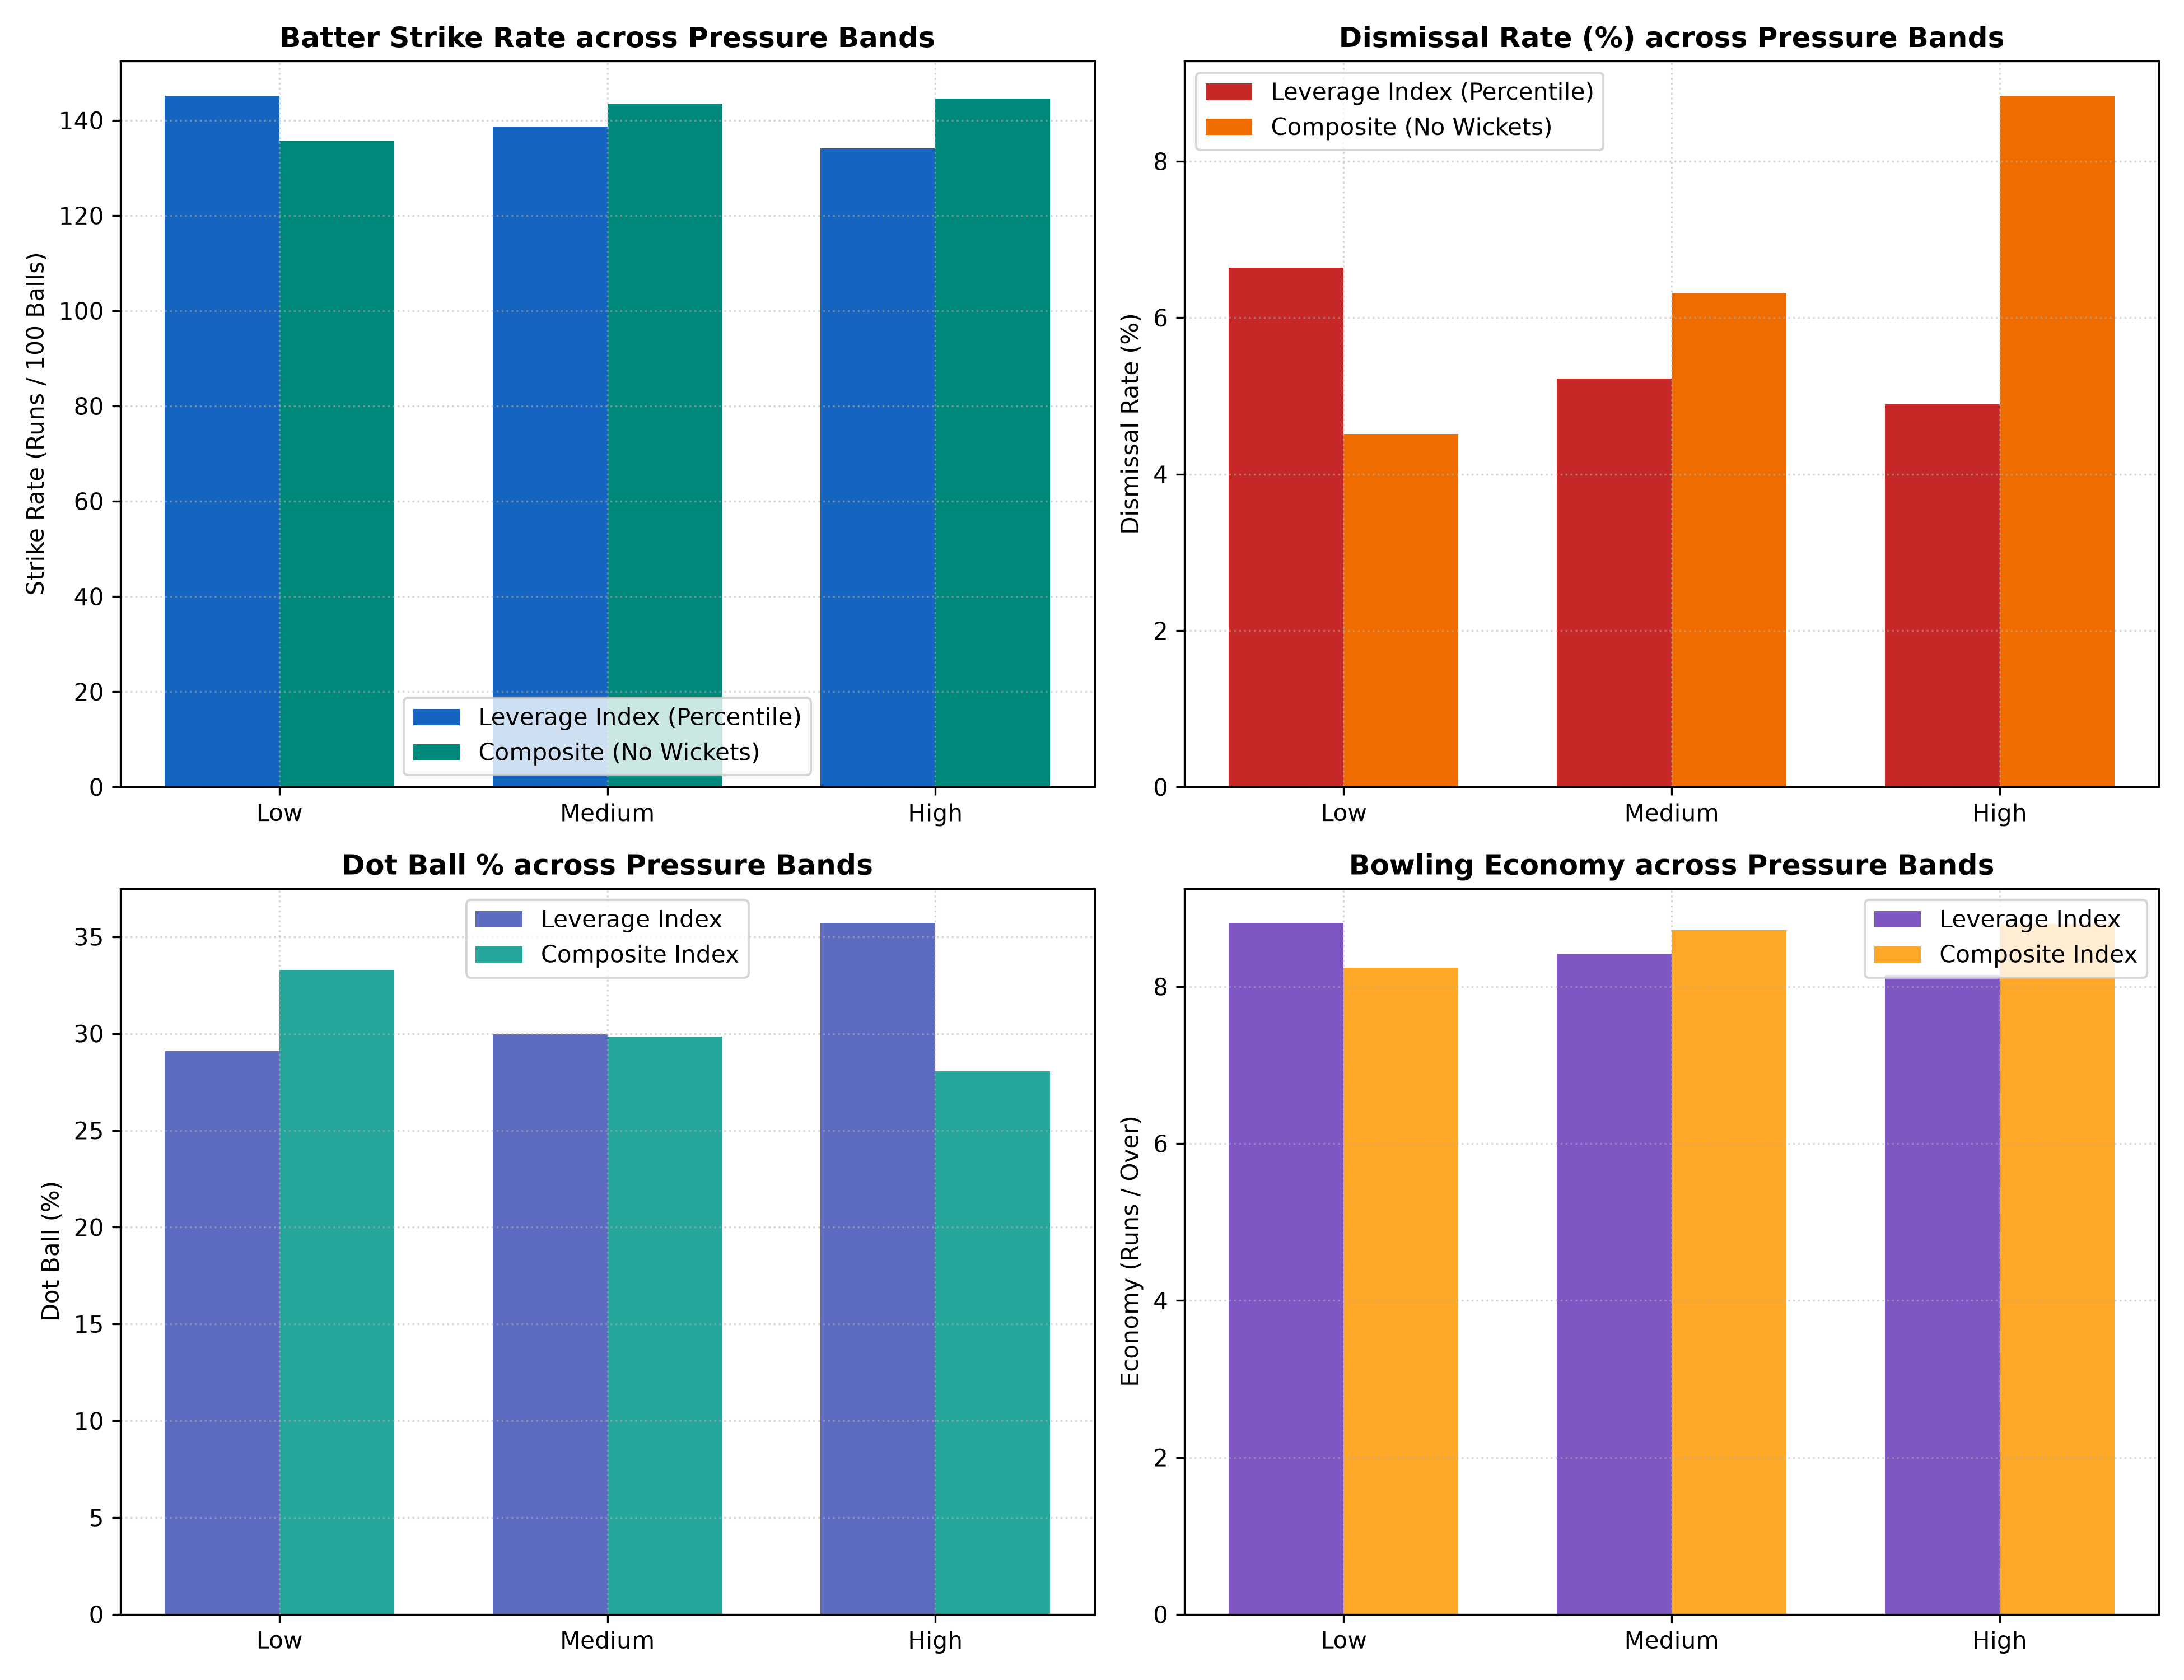 Batter Strike Rate across Pressure Bands
Strike Rate (Runs / 100 Balls)
140
120
100
80
60
40
20
0
Leverage Index (Percentile)
Composite (No Wickets)
Low Medium High
Dismissal Rate (%) across Pressure Bands
Dismissal Rate (%)
Leverage Index (Percentile)
Composite (No Wickets)
8
6
4
2
0
Low Medium High
Dot Ball % across Pressure Bands
Dot Ball (%)
Leverage Index
Composite Index
35
30
25
20
15
10
5
0
Low Medium High
Bowling Economy across Pressure Bands
Economy (Runs / Over)
Leverage Index
Composite Index
8
6
4
2
0
Low Medium High